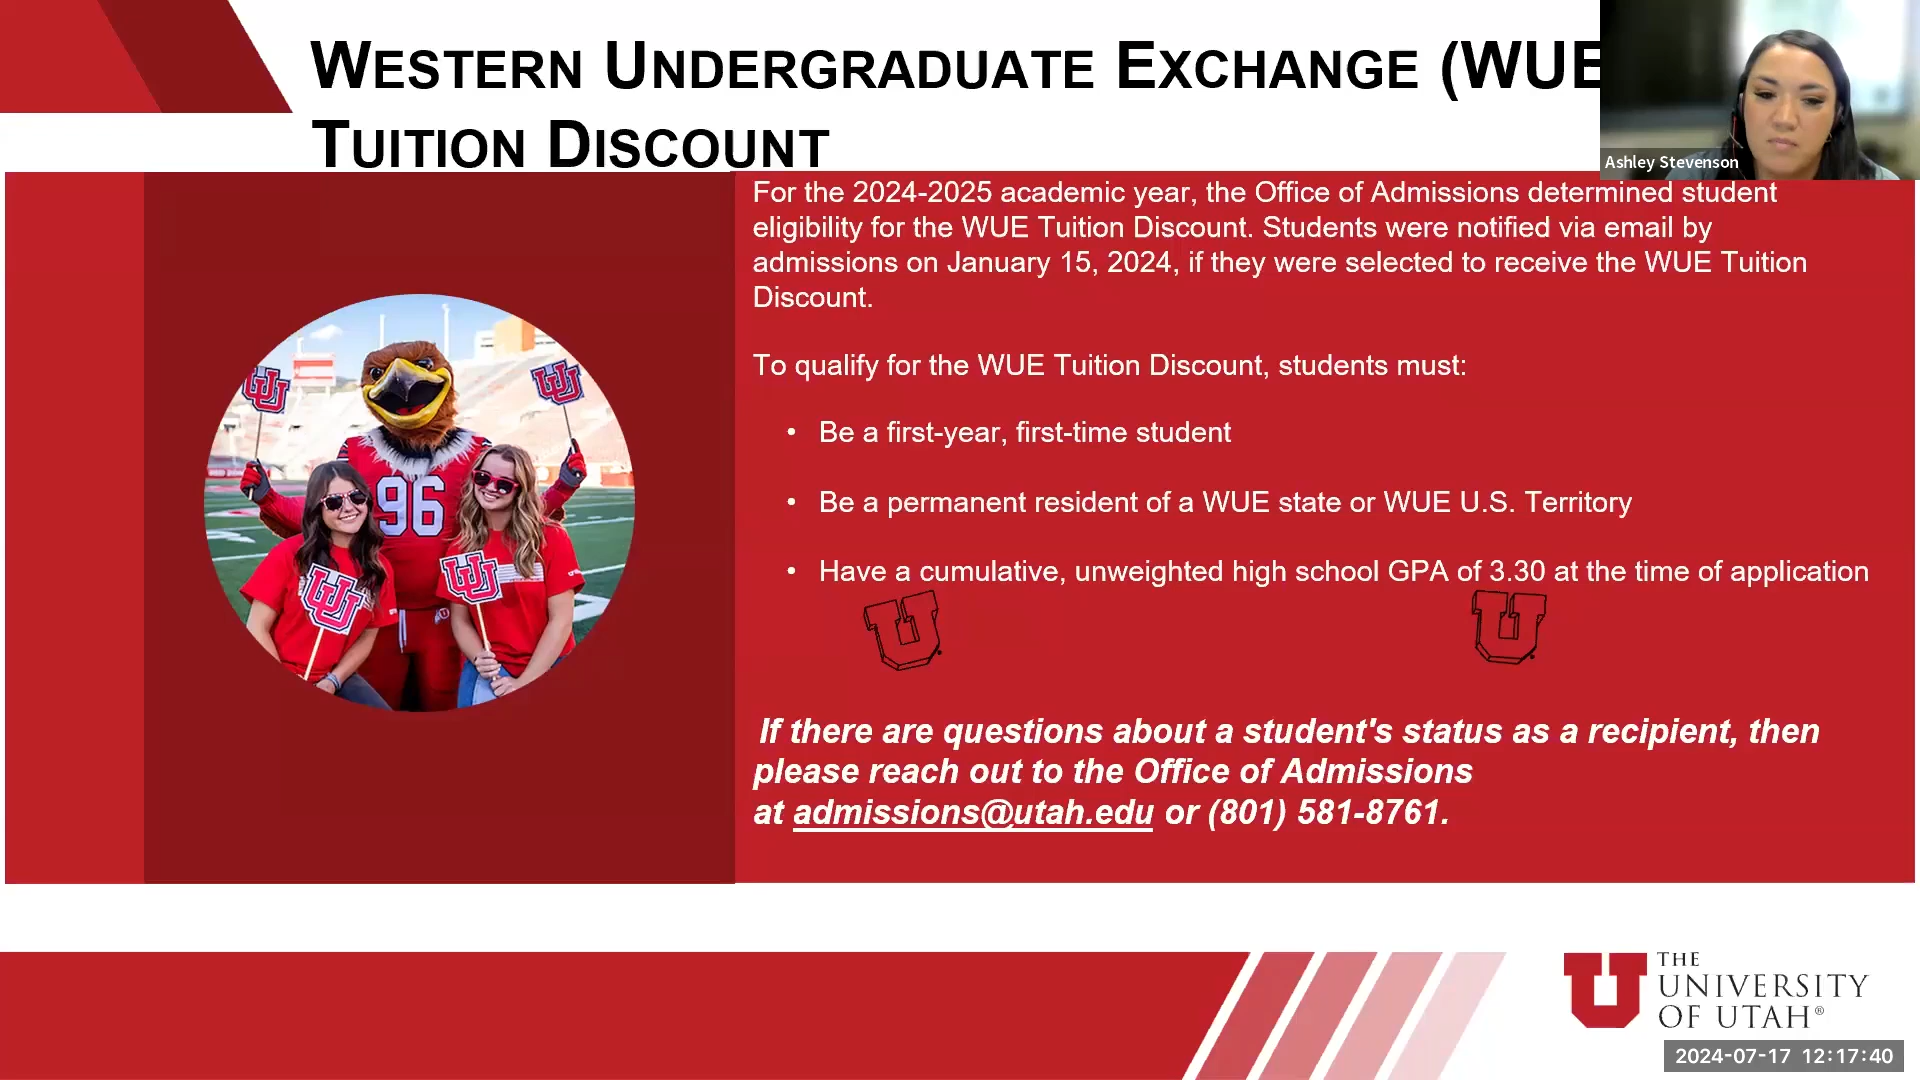 WESTERN UNDERGRADUATE EXCHANGE (WUE
TUITION DISCOUNT
Ashley Stevenson
For the 2024-2025 academic year, the Office of Admissions determined student
eligibility for the WUE Tuition Discount. Students were notified via email by
admissions on January 15, 2024, if they were selected to receive the WUE Tuition
Discount.
To qualify for the WUE Tuition Discount, students must:
• Be a first-year, first-time student
• Be a permanent resident of a WUE state or WUE U.S. Territory
• Have a cumulative, unweighted high school GPA of 3.30 at the time of application
If there are questions about a student's status as a recipient, then
please reach out to the Office of Admissions
at admissions@utah.edu or (801) 581-8761.
96
U
U
U
U
U
U
U
THE
UNIVERSITY
OF UTAH®
2024-07-17 12:17:40